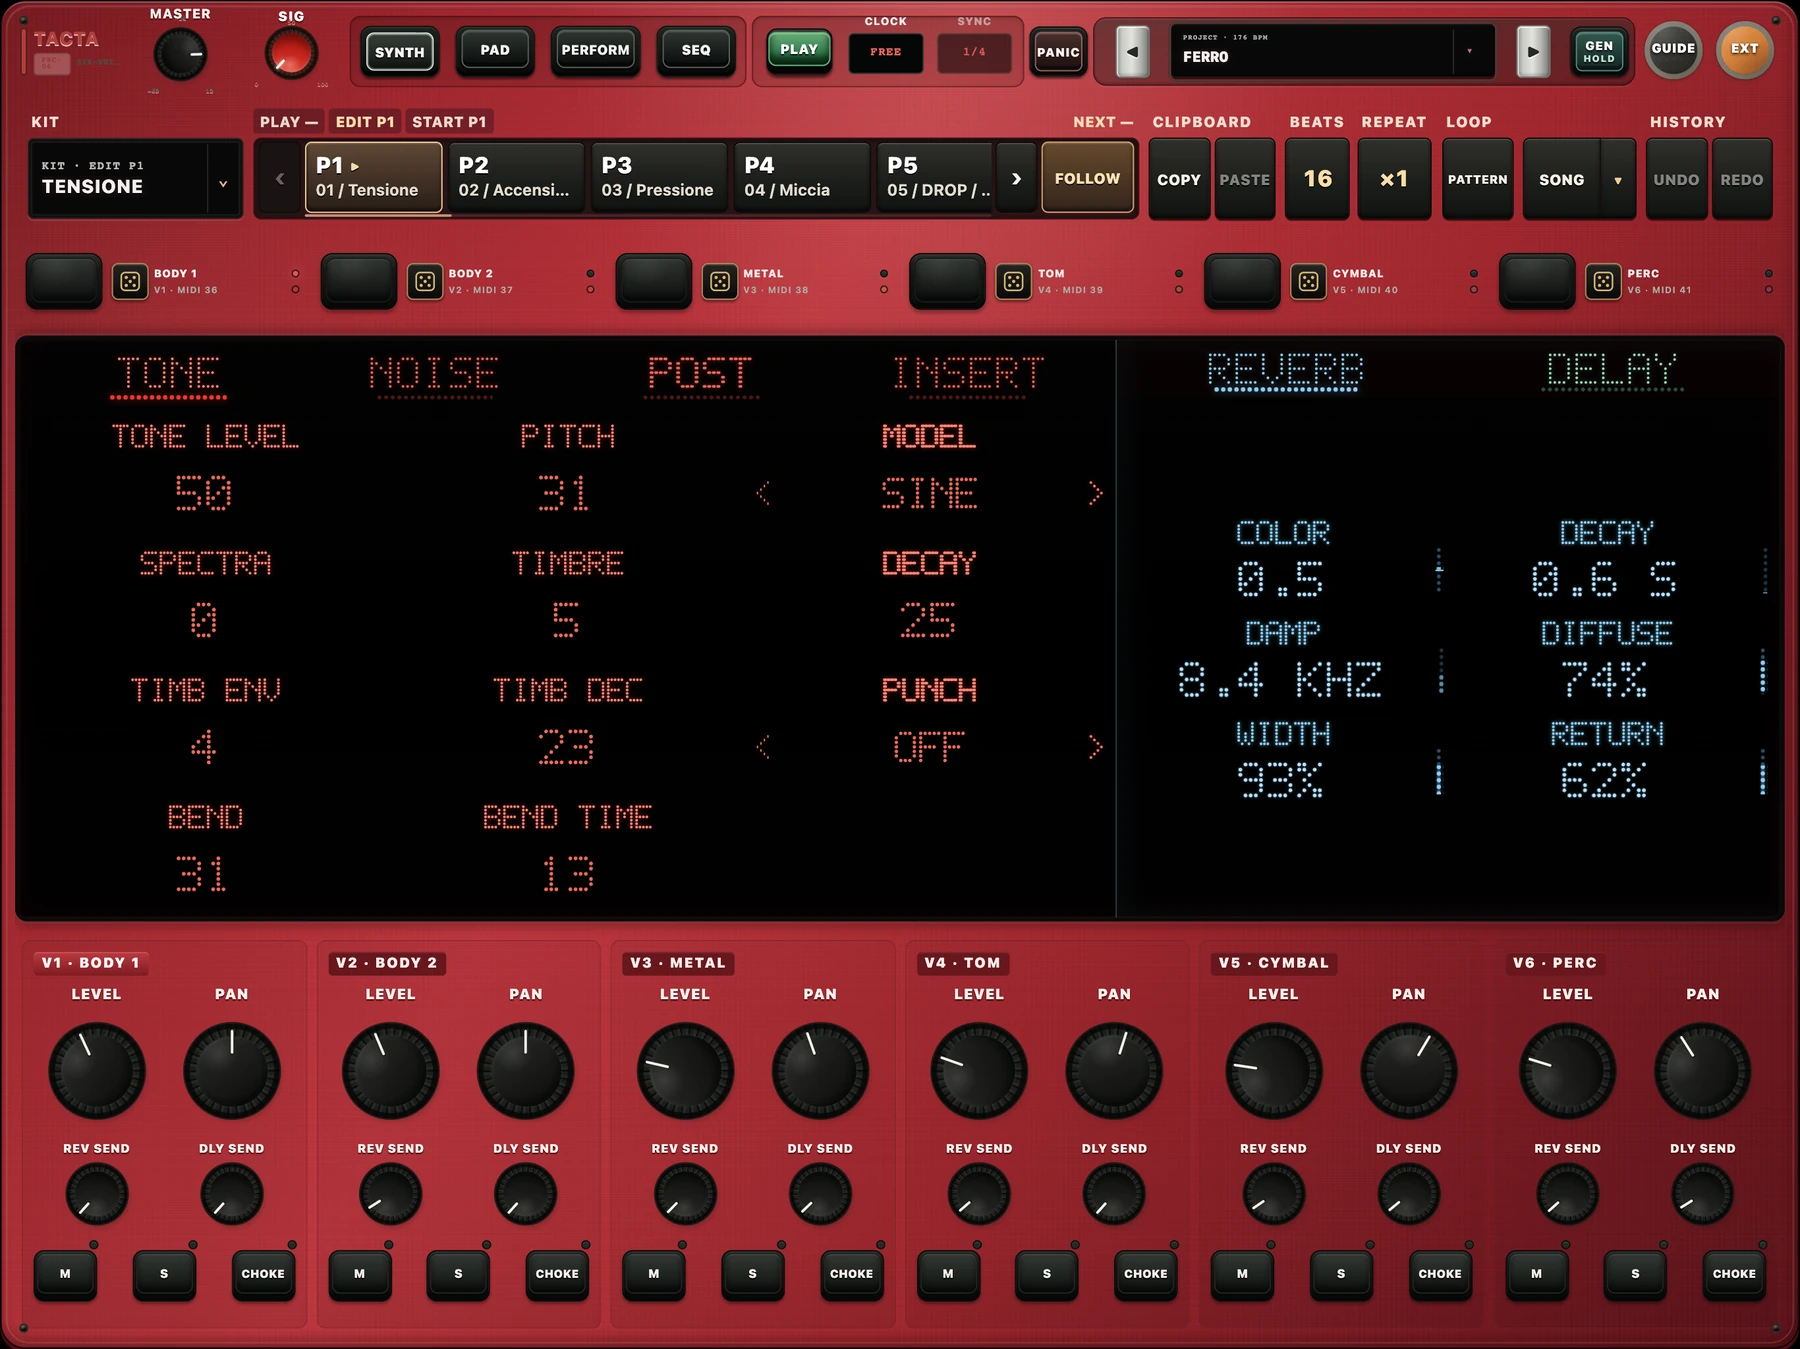 MASTER
SIG
TACTA
SYNTH
PAD
PERFORM
SEQ
PLAY
CLOCK
FREE
SYNC
1/4
PANIC
◀
PROJECT · 176 BPM
FERRO
▶
GEN
HOLD
GUIDE
EXT
0
100
KIT
KIT · EDIT P1
TENSIONE
PLAY —
EDIT P1
START P1
NEXT —
P1 ▸
01 / Tensione
P2
02 / Accensi...
P3
03 / Pressione
P4
04 / Miccia
P5
05 / DROP / ..
FOLLOW
CLIPBOARD
COPY
PASTE
BEATS
16
REPEAT
×1
LOOP
PATTERN
SONG
HISTORY
UNDO
REDO
BODY 1
V1 · MIDI 36
BODY 2
V2 · MIDI 37
METAL
V3 · MIDI 38
TOM
V4 · MIDI 39
CYMBAL
V5 · MIDI 40
PERC
V6 · MIDI 41
TONE
NOISE
POST
INSERT
TONE LEVEL
50
PITCH
31
MODEL
< SINE >
SPECTRA
0
TIMBRE
5
DECAY
25
TIMB ENV
4
TIMB DEC
23
PUNCH
< OFF >
BEND
31
BEND TIME
13
REVERB
DELAY
COLOR
0.5
DECAY
0.6 S
DAMP
8.4 KHZ
DIFFUSE
74%
WIDTH
93%
RETURN
62%
V1 · BODY 1
LEVEL
PAN
REV SEND
DLY SEND
M
S
CHOKE
V2 · BODY 2
LEVEL
PAN
REV SEND
DLY SEND
M
S
CHOKE
V3 · METAL
LEVEL
PAN
REV SEND
DLY SEND
M
S
CHOKE
V4 · TOM
LEVEL
PAN
REV SEND
DLY SEND
M
S
CHOKE
V5 · CYMBAL
LEVEL
PAN
REV SEND
DLY SEND
M
S
CHOKE
V6 · PERC
LEVEL
PAN
REV SEND
DLY SEND
M
S
CHOKE